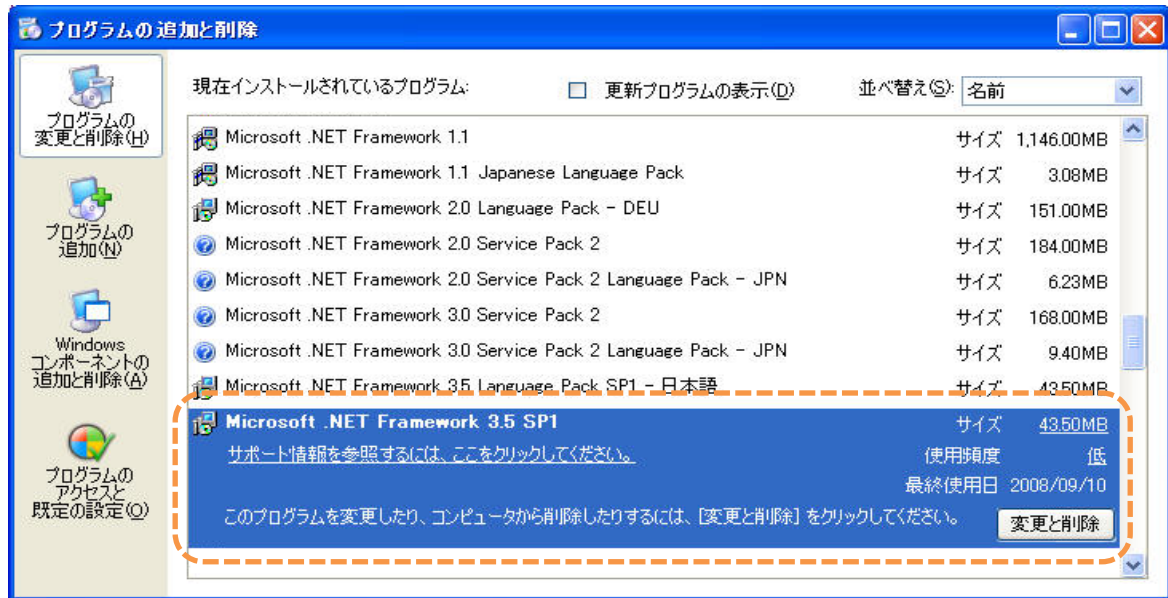 プログラムの追加と削除
プログラムの
変更と削除(H)
プログラムの
追加(N)
Windows
コンポーネントの
追加と削除(A)
プログラムの
アクセスと
既定の設定(O)
現在インストールされているプログラム:
更新プログラムの表示(D)
並べ替え(S): 名前
Microsoft .NET Framework 1.1 サイズ 1,146.00MB
Microsoft .NET Framework 1.1 Japanese Language Pack サイズ 3.08MB
Microsoft .NET Framework 2.0 Language Pack - DEU サイズ 151.00MB
Microsoft .NET Framework 2.0 Service Pack 2 サイズ 184.00MB
Microsoft .NET Framework 2.0 Service Pack 2 Language Pack - JPN サイズ 6.23MB
Microsoft .NET Framework 3.0 Service Pack 2 サイズ 168.00MB
Microsoft .NET Framework 3.0 Service Pack 2 Language Pack - JPN サイズ 9.40MB
Microsoft .NET Framework 3.5 Language Pack SP1 - 日本語 サイズ 43.50MB
Microsoft .NET Framework 3.5 SP1 サイズ 43.50MB
サポート情報を参照するには、ここをクリックしてください。 使用頻度 低
最終使用日 2008/09/10
このプログラムを変更したり、コンピュータから削除したりするには、[変更と削除] をクリックしてください。
変更と削除